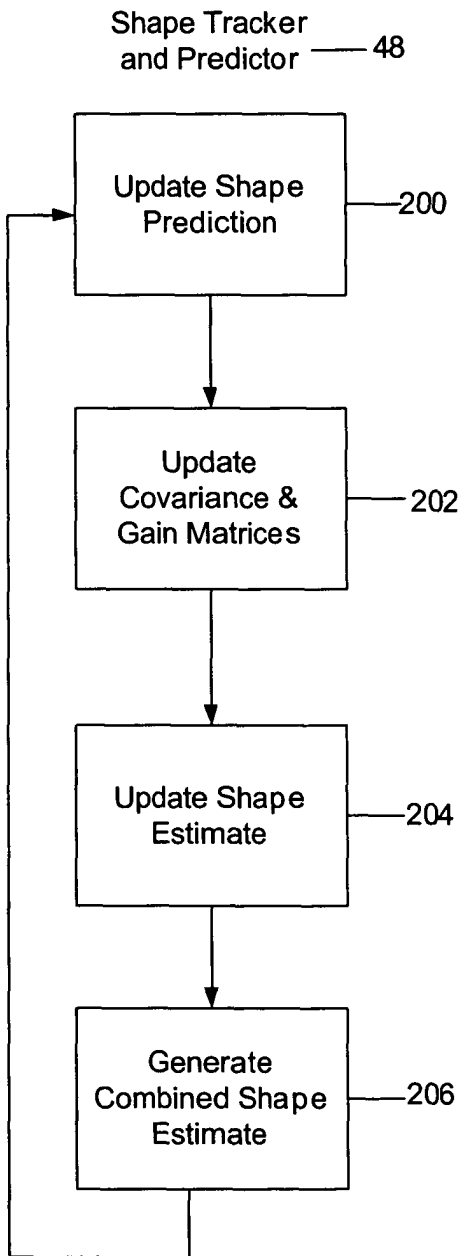 Shape Tracker
and Predictor 48
Update Shape
Prediction
200
Update
Covariance &
Gain Matrices
202
Update Shape
Estimate
204
Generate
Combined Shape
Estimate
206